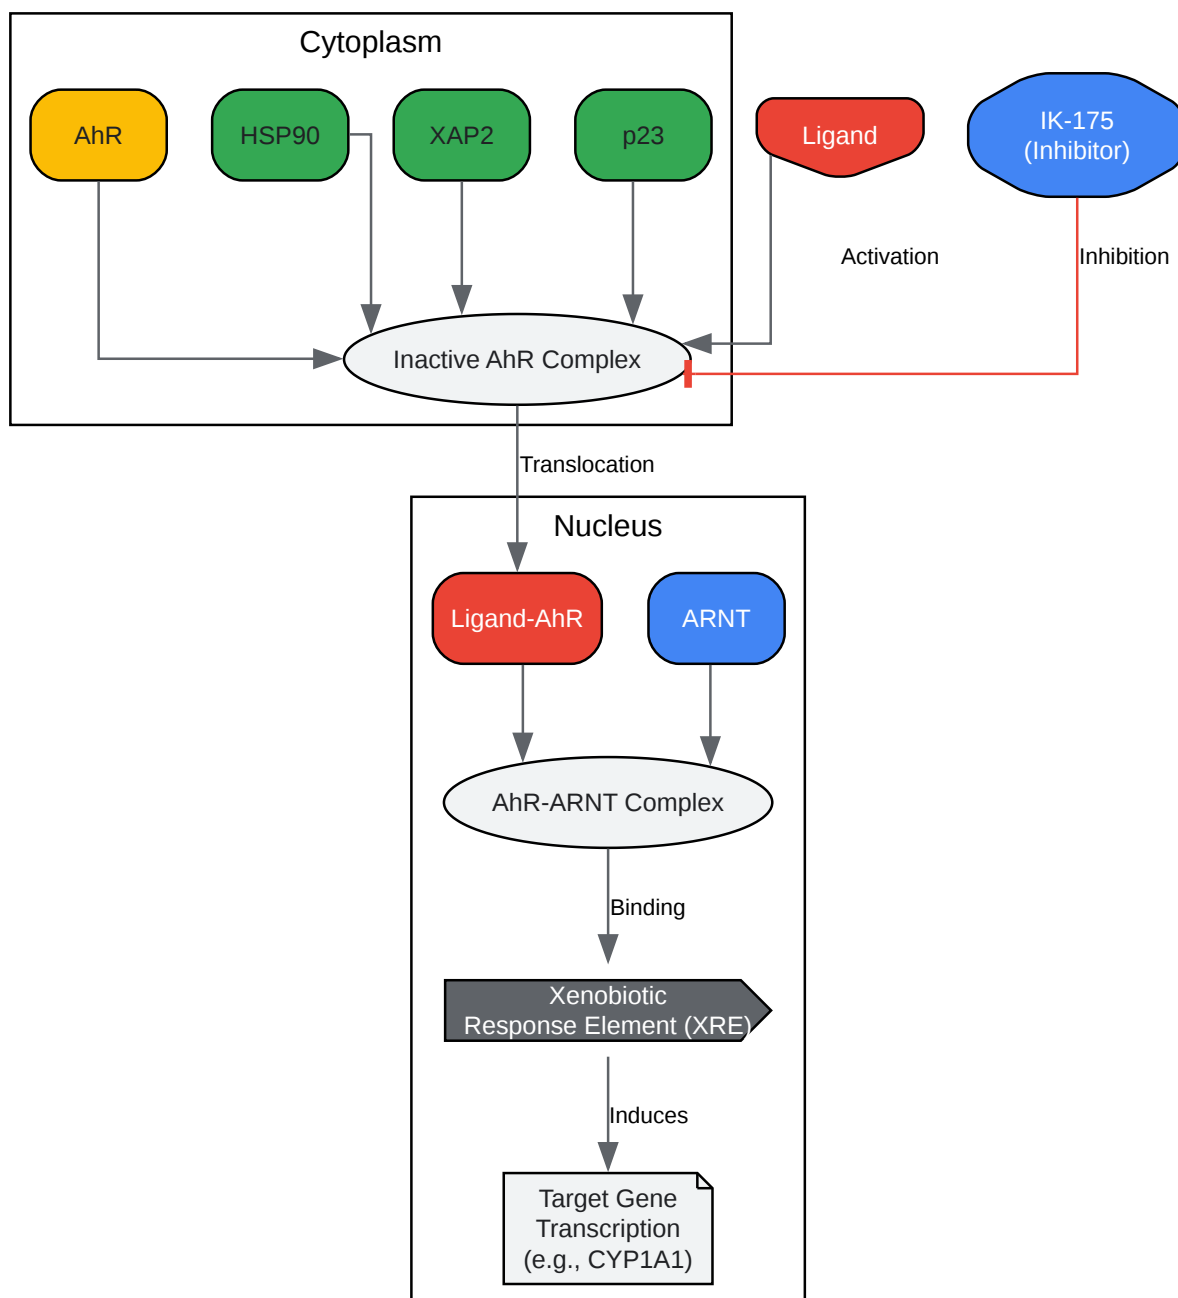 Cytoplasm
AhR
HSP90
XAP2
p23
Ligand
IK-175
(Inhibitor)
Activation
Inhibition
Inactive AhR Complex
Translocation
Nucleus
Ligand-AhR
ARNT
AhR-ARNT Complex
Binding
Xenobiotic
Response Element (XRE)
Induces
Target Gene
Transcription
(e.g., CYP1A1)